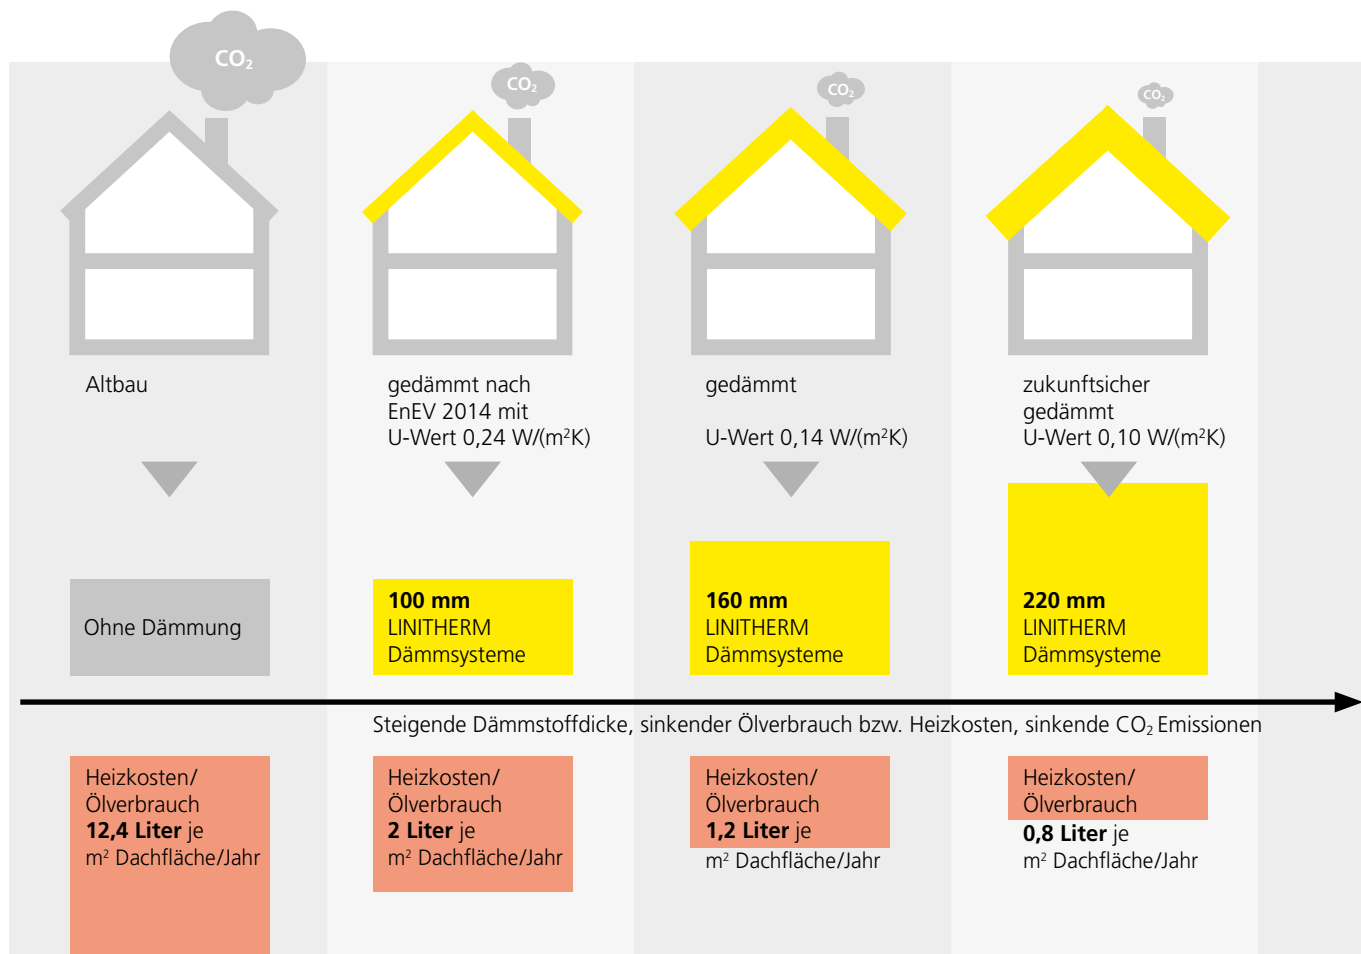 CO₂
CO₂
CO₂
CO₂
Altbau
gedämmt nach
EnEV 2014 mit
U-Wert 0,24 W/(m²K)
gedämmt
U-Wert 0,14 W/(m²K)
zukunftsicher
gedämmt
U-Wert 0,10 W/(m²K)
Ohne Dämmung
100 mm
LINITHERM
Dämmsysteme
160 mm
LINITHERM
Dämmsysteme
220 mm
LINITHERM
Dämmsysteme
Steigende Dämmstoffdicke, sinkender Ölverbrauch bzw. Heizkosten, sinkende CO₂ Emissionen
Heizkosten/
Ölverbrauch
12,4 Liter je
m² Dachfläche/Jahr
Heizkosten/
Ölverbrauch
2 Liter je
m² Dachfläche/Jahr
Heizkosten/
Ölverbrauch
1,2 Liter je
m² Dachfläche/Jahr
Heizkosten/
Ölverbrauch
0,8 Liter je
m² Dachfläche/Jahr